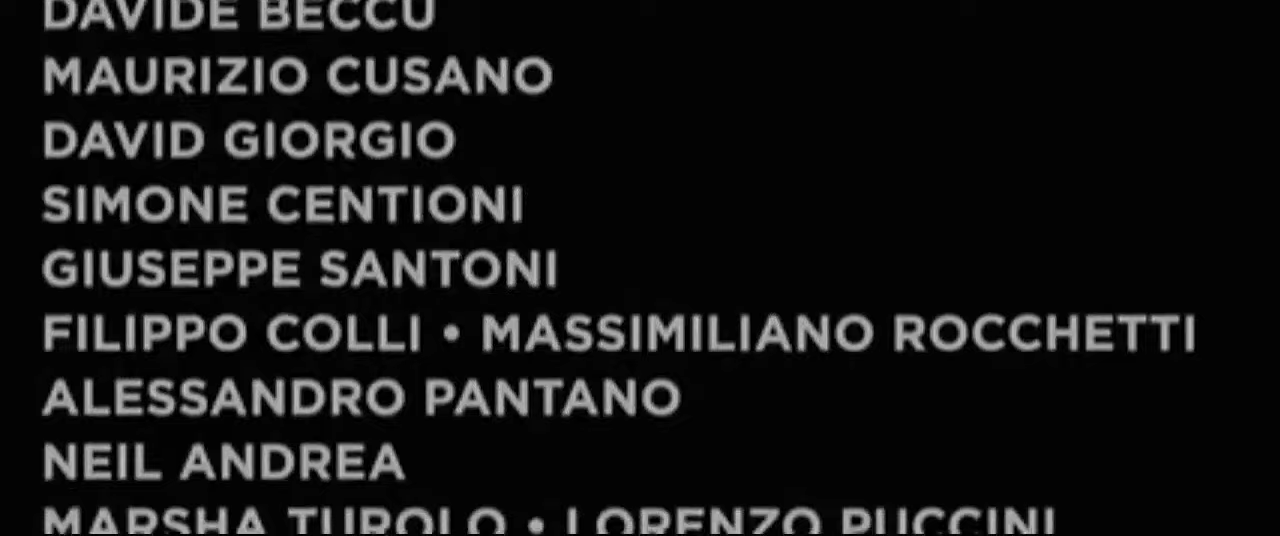 DAVIDE BECCU
MAURIZIO CUSANO
DAVID GIORGIO
SIMONE CENTIONI
GIUSEPPE SANTONI
FILIPPO COLLI • MASSIMILIANO ROCCHETTI
ALESSANDRO PANTANO
NEIL ANDREA
MARSHA TUROLO • LORENZO PUCCINI